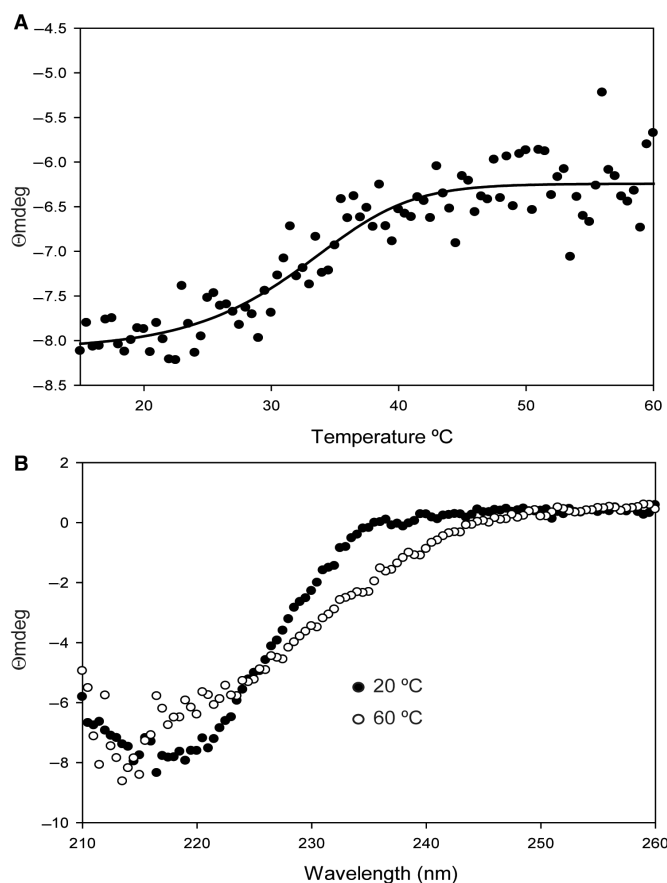 A
–4.5
–5.0
–5.5
–6.0
–6.5
–7.0
–7.5
–8.0
–8.5
Θmdeg
20 30 40 50 60
Temperature ºC
B
2
0
–2
–4
–6
–8
–10
Θmdeg
20 ºC
60 ºC
210 220 230 240 250 260
Wavelength (nm)